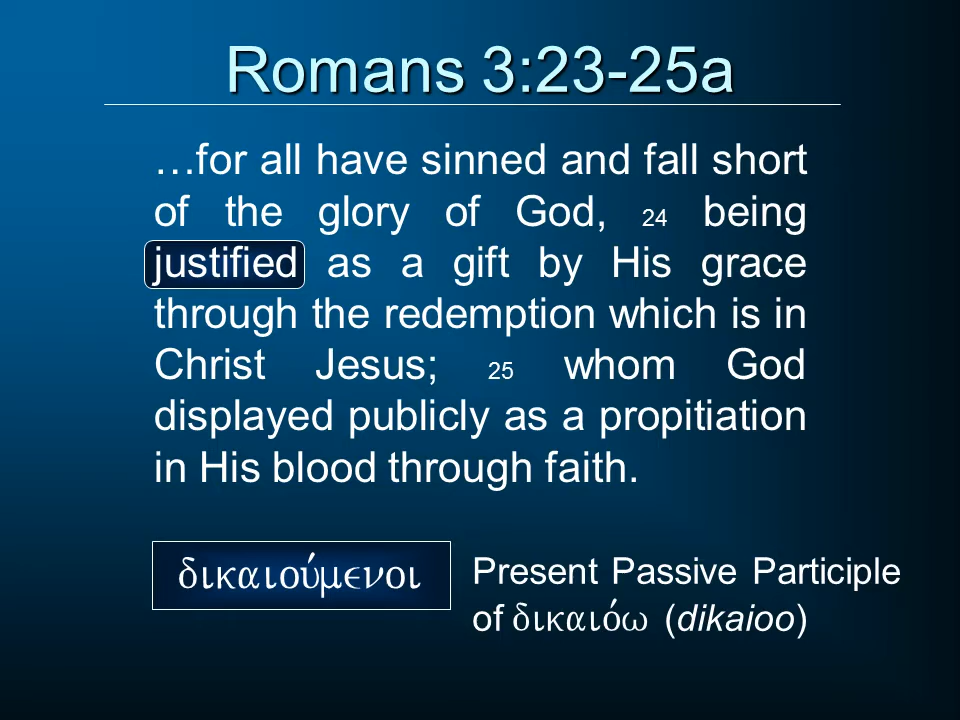 Romans 3:23-25a
…for all have sinned and fall short
of the glory of God, 24 being
justified as a gift by His grace
through the redemption which is in
Christ Jesus; 25 whom God
displayed publicly as a propitiation
in His blood through faith.
δικαιούμενοι
Present Passive Participle
of δικαιόω (dikaioo)